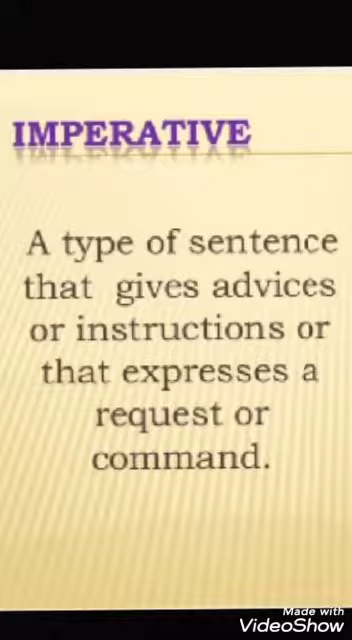 IMPERATIVE
A type of sentence
that gives advices
or instructions or
that expresses a
request or
command.
Made with
VideoShow